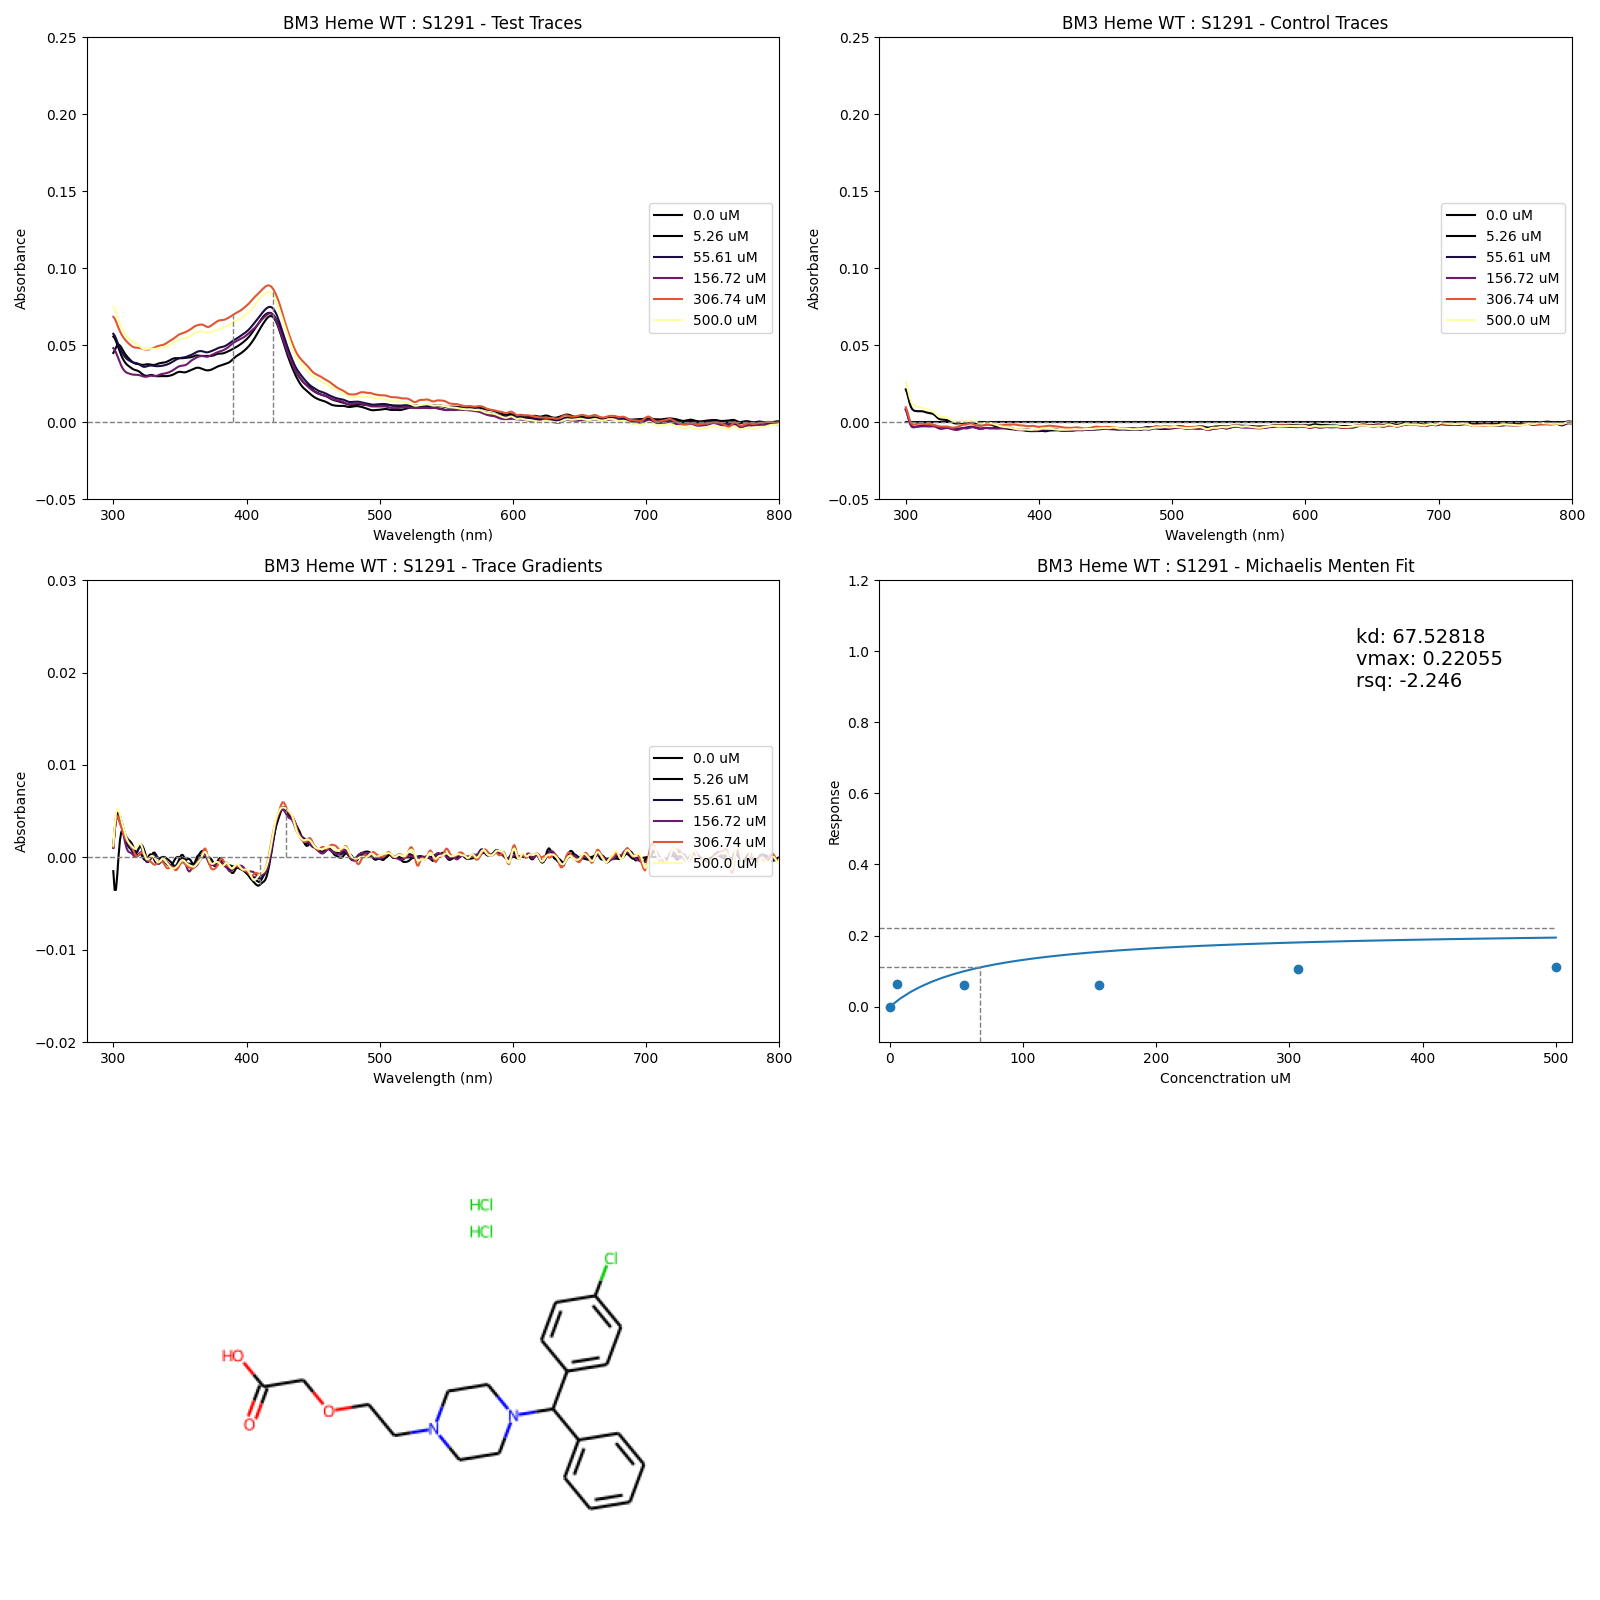 BM3 Heme WT : S1291 - Test Traces
0.25
0.20
0.15
0.10
0.05
0.00
−0.05
Absorbance
300 400 500 600 700 800
Wavelength (nm)
0.0 uM
5.26 uM
55.61 uM
156.72 uM
306.74 uM
500.0 uM
BM3 Heme WT : S1291 - Control Traces
0.25
0.20
0.15
0.10
0.05
0.00
−0.05
Absorbance
300 400 500 600 700 800
Wavelength (nm)
0.0 uM
5.26 uM
55.61 uM
156.72 uM
306.74 uM
500.0 uM
BM3 Heme WT : S1291 - Trace Gradients
0.03
0.02
0.01
0.00
−0.01
−0.02
Absorbance
300 400 500 600 700 800
Wavelength (nm)
0.0 uM
5.26 uM
55.61 uM
156.72 uM
306.74 uM
500.0 uM
BM3 Heme WT : S1291 - Michaelis Menten Fit
1.2
1.0
0.8
0.6
0.4
0.2
0.0
Response
kd: 67.52818
vmax: 0.22055
rsq: -2.246
0 100 200 300 400 500
Concenctration uM
HCl
HCl
Cl
HO
O
O
N
N